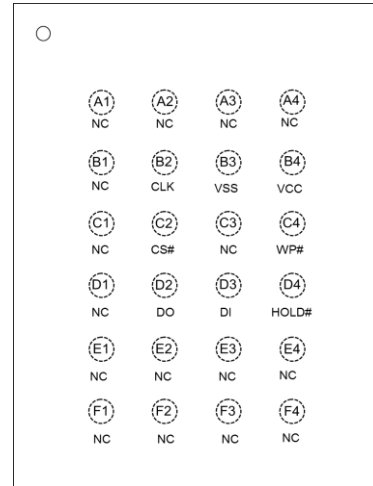 A1 A2 A3 A4
NC NC NC NC
B1 B2 B3 B4
NC CLK VSS VCC
C1 C2 C3 C4
NC CS# NC WP#
D1 D2 D3 D4
NC DO DI HOLD#
E1 E2 E3 E4
NC NC NC NC
F1 F2 F3 F4
NC NC NC NC